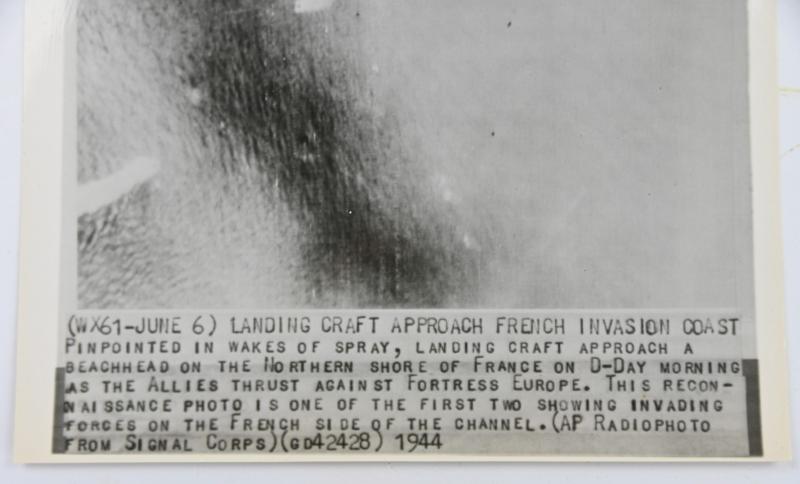 (WX61-JUNE 6) LANDING CRAFT APPROACH FRENCH INVASION COAST
PINPOINTED IN WAKES OF SPRAY, LANDING CRAFT APPROACH A
BEACHHEAD ON THE NORTHERN SHORE OF FRANCE ON D-DAY MORNING
AS THE ALLIES THRUST AGAINST FORTRESS EUROPE. THIS RECON-
NAISSANCE PHOTO IS ONE OF THE FIRST TWO SHOWING INVADING
FORCES ON THE FRENCH SIDE OF THE CHANNEL.(AP RADIOPHOTO
FROM SIGNAL CORPS)(GD42428) 1944